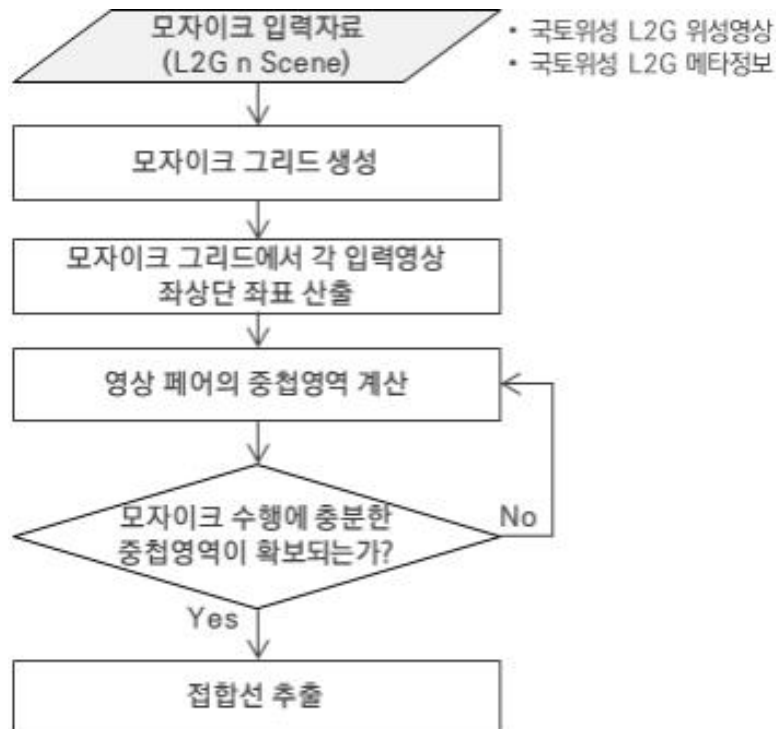 모자이크 입력자료
(L2G n Scene)
• 국토위성 L2G 위성영상
• 국토위성 L2G 메타정보
모자이크 그리드 생성
모자이크 그리드에서 각 입력영상
좌상단 좌표 산출
영상 페어의 중첩영역 계산
모자이크 수행에 충분한
중첩영역이 확보되는가?
No
Yes
접합선 추출